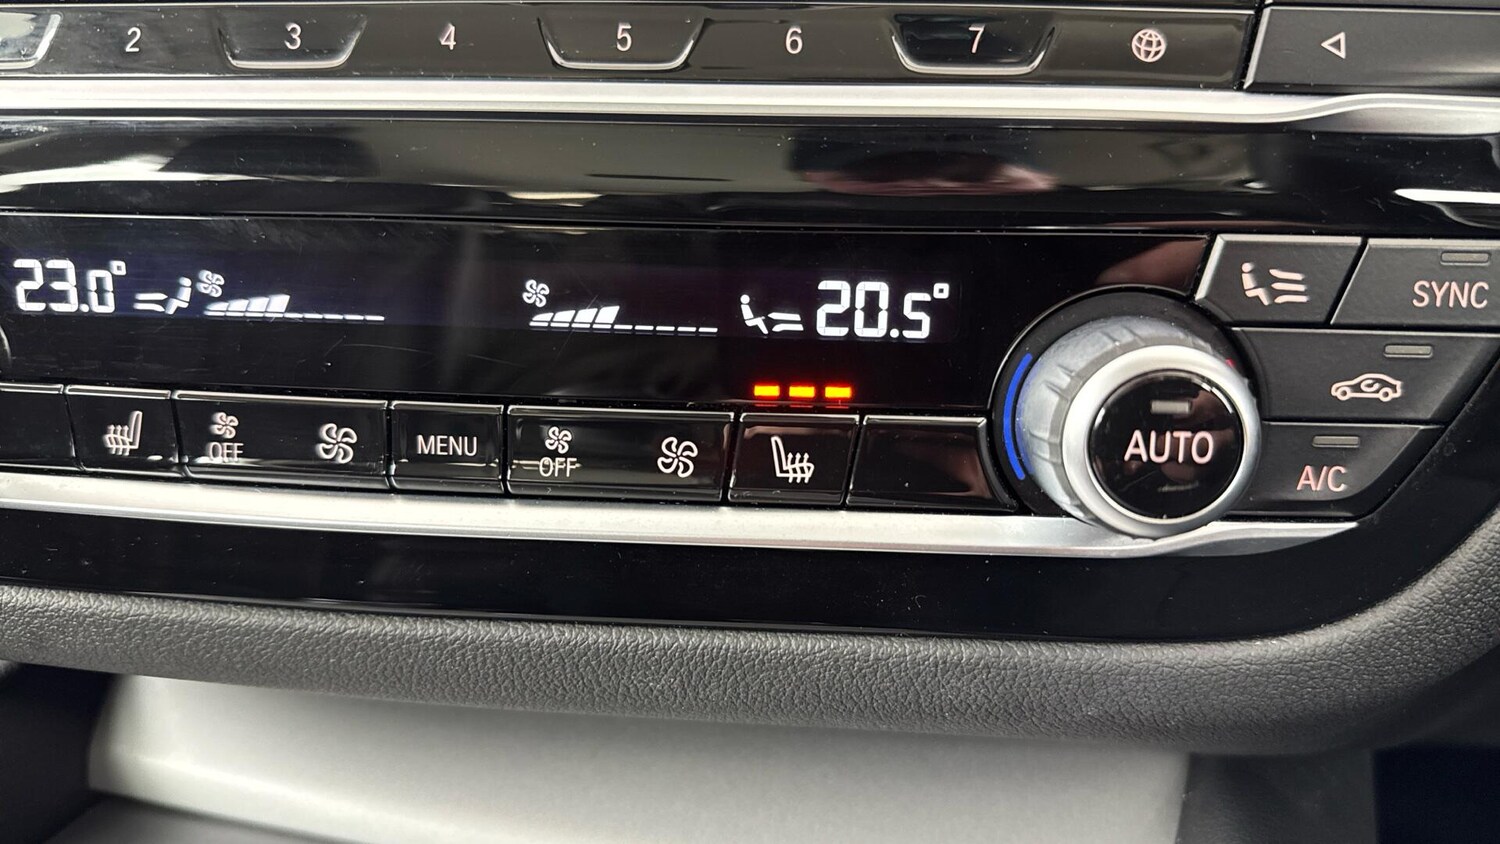 2 3 4 5 6 7
23.0° 20.5°
SYNC
OFF MENU OFF AUTO A/C